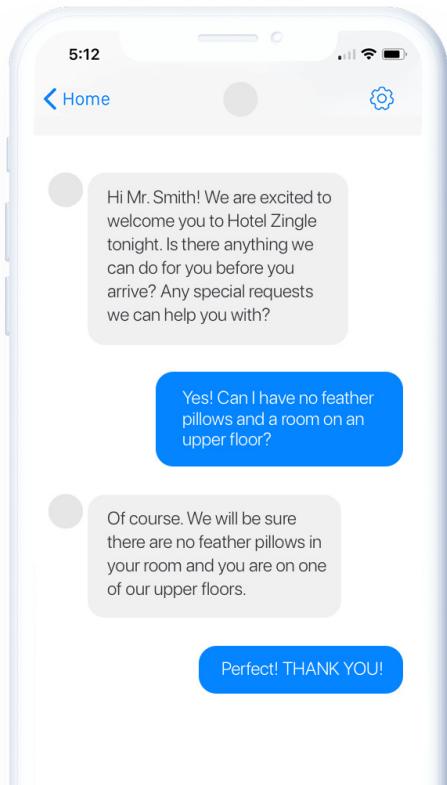 5:12
Home
Hi Mr. Smith! We are excited to
welcome you to Hotel Zingle
tonight. Is there anything we
can do for you before you
arrive? Any special requests
we can help you with?
Yes! Can I have no feather
pillows and a room on an
upper floor?
Of course. We will be sure
there are no feather pillows in
your room and you are on one
of our upper floors.
Perfect! THANK YOU!